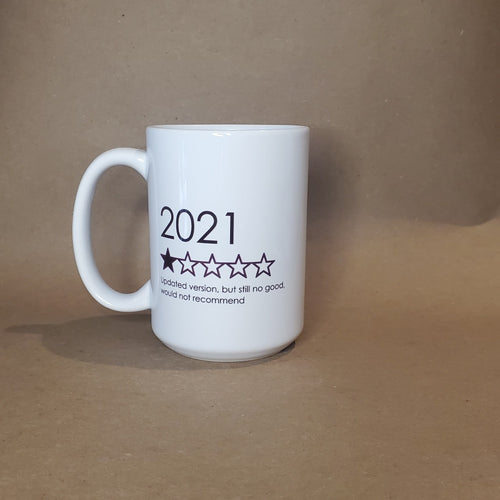 2021
Updated version, but still no good,
would not recommend